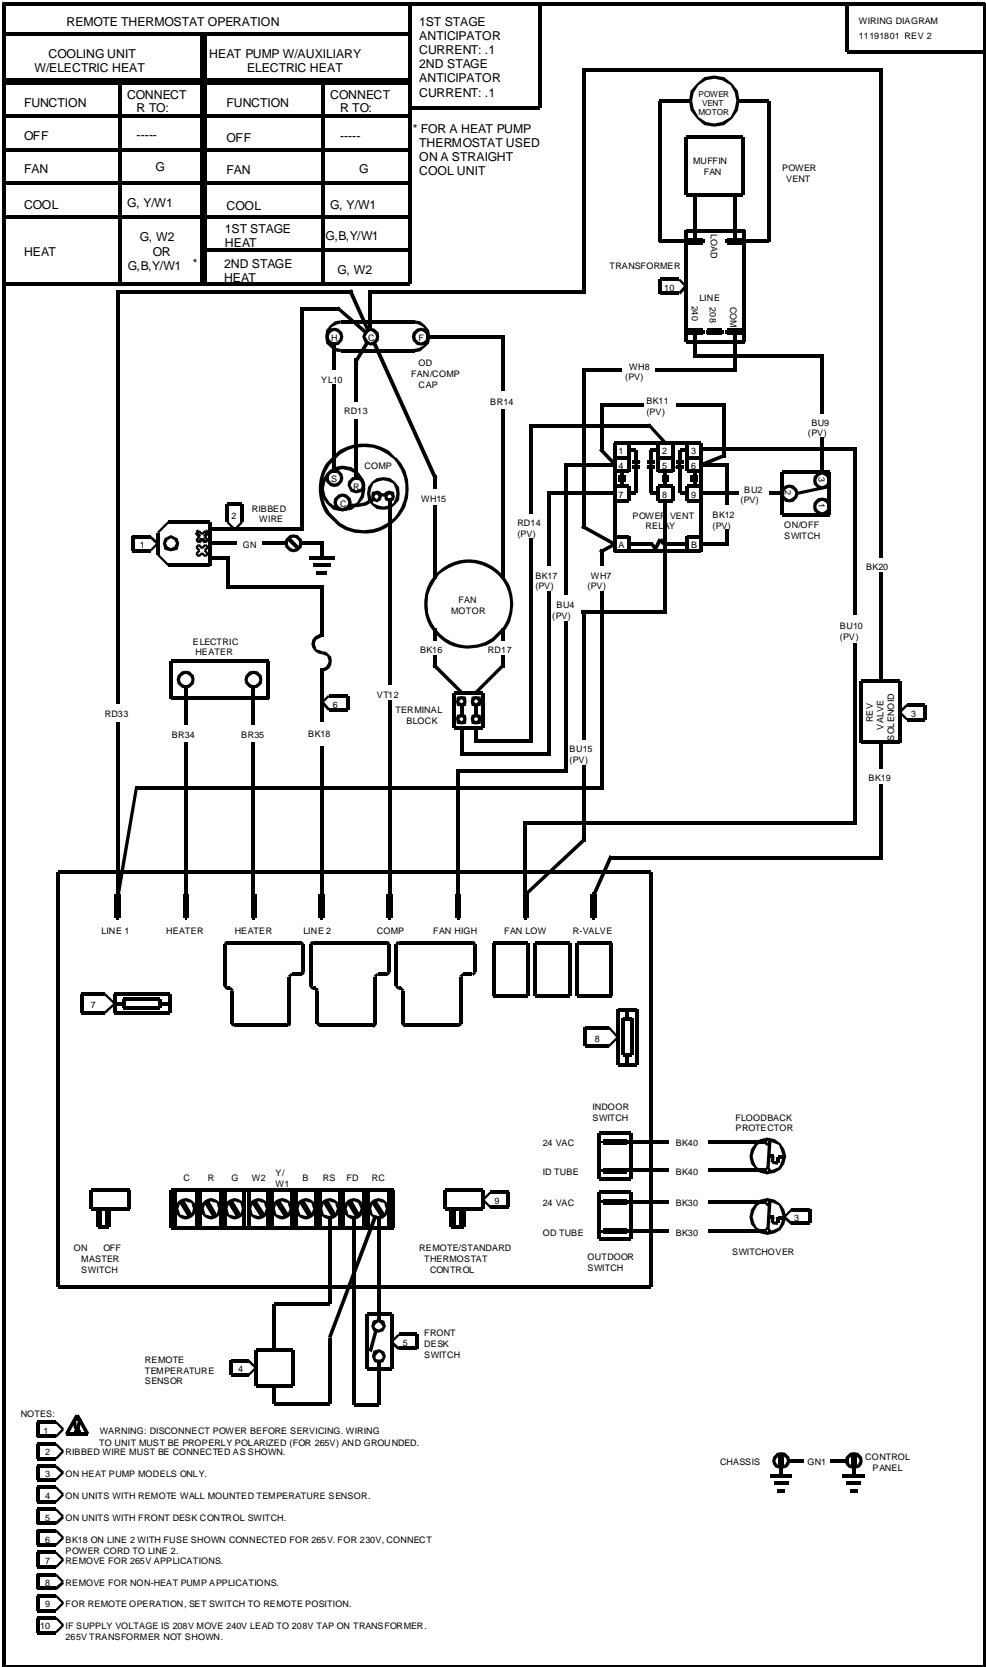 REMOTE THERMOSTAT OPERATION
COOLING UNIT
W/ELECTRIC HEAT
HEAT PUMP W/AUXILIARY
ELECTRIC HEAT
FUNCTION
CONNECT
R TO:
FUNCTION
CONNECT
R TO:
OFF
-----
OFF
-----
FAN
G
FAN
G
COOL
G, Y/W1
COOL
G, Y/W1
HEAT
G, W2
OR
G,B,Y/W1 *
1ST STAGE
HEAT
G,B,Y/W1
2ND STAGE
HEAT
G, W2
1ST STAGE
ANTICIPATOR
CURRENT: .1
2ND STAGE
ANTICIPATOR
CURRENT: .1
* FOR A HEAT PUMP
THERMOSTAT USED
ON A STRAIGHT
COOL UNIT
WIRING DIAGRAM
11191801 REV 2
POWER
VENT
MOTOR
MUFFIN
FAN
POWER
VENT
LOAD
TRANSFORMER
10
LINE
240
208
COM
H
C
F
OD
FAN/COMP
CAP
YL10
RD13
BR14
WH8
(PV)
BK11
(PV)
BU9
(PV)
COMP
S
R
C
WH15
1
2
3
4
5
6
7
8
9
POWER VENT
RELAY
A
B
BU2
(PV)
BK12
(PV)
3
2
1
ON/OFF
SWITCH
2
RIBBED
WIRE
1
GN
RD14
(PV)
BK17
(PV)
BU4
(PV)
WH7
(PV)
BK20
BU10
(PV)
FAN
MOTOR
BK16
RD17
ELECTRIC
HEATER
6
VT12
TERMINAL
BLOCK
REV
VALVE
SOLENOID
3
RD33
BR34
BR35
BK18
BU15
(PV)
BK19
LINE 1
HEATER
HEATER
LINE 2
COMP
FAN HIGH
FAN LOW
R-VALVE
7
8
INDOOR
SWITCH
24 VAC
ID TUBE
BK40
BK40
FLOODBACK
PROTECTOR
24 VAC
OD TUBE
BK30
BK30
3
SWITCHOVER
OUTDOOR
SWITCH
C
R
G
W2
Y/
W1
B
RS
FD
RC
9
ON OFF
MASTER
SWITCH
REMOTE/STANDARD
THERMOSTAT
CONTROL
REMOTE
TEMPERATURE
SENSOR
4
5
FRONT
DESK
SWITCH
CHASSIS
GN1
CONTROL
PANEL
NOTES:
1 WARNING: DISCONNECT POWER BEFORE SERVICING. WIRING
TO UNIT MUST BE PROPERLY POLARIZED (FOR 265V) AND GROUNDED.
2 RIBBED WIRE MUST BE CONNECTED AS SHOWN.
3 ON HEAT PUMP MODELS ONLY.
4 ON UNITS WITH REMOTE WALL MOUNTED TEMPERATURE SENSOR.
5 ON UNITS WITH FRONT DESK CONTROL SWITCH.
6 BK18 ON LINE 2 WITH FUSE SHOWN CONNECTED FOR 265V. FOR 230V, CONNECT
POWER CORD TO LINE 2.
7 REMOVE FOR 265V APPLICATIONS.
8 REMOVE FOR NON-HEAT PUMP APPLICATIONS.
9 FOR REMOTE OPERATION, SET SWITCH TO REMOTE POSITION.
10 IF SUPPLY VOLTAGE IS 208V MOVE 240V LEAD TO 208V TAP ON TRANSFORMER.
265V TRANSFORMER NOT SHOWN.